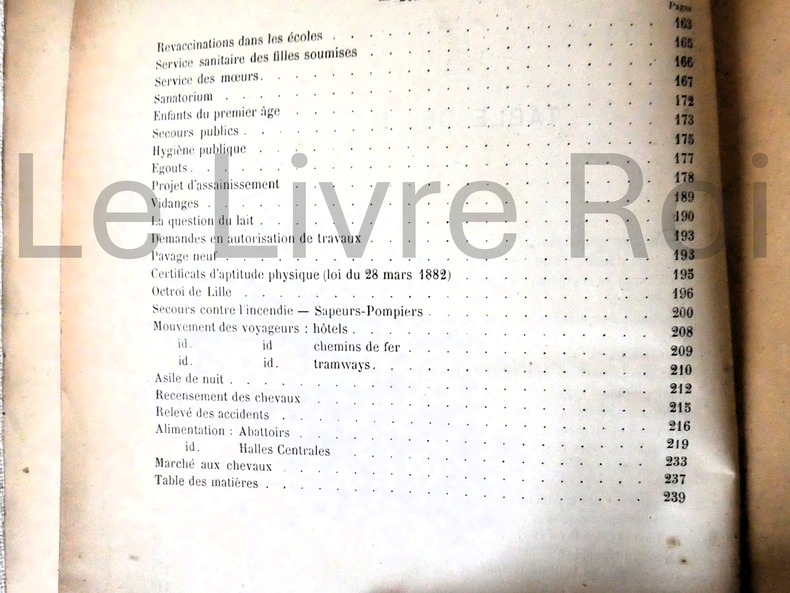 Pages
Revaccinations dans les écoles . . . . . . . . . . 163
Service sanitaire des filles soumises . . . . . . . . . . 165
Service des mœurs . . . . . . . . . . 166
Sanatorium . . . . . . . . . . 167
Enfants du premier âge . . . . . . . . . . 172
Secours publics . . . . . . . . . . 173
Hygiène publique . . . . . . . . . . 175
Egouts . . . . . . . . . . 177
Projet d'assainissement . . . . . . . . . . 178
Vidanges . . . . . . . . . . 189
La question du lait . . . . . . . . . . 190
Demandes en autorisation de travaux . . . . . . . . . . 193
Pavage neuf . . . . . . . . . . 193
Certificats d'aptitude physique (loi du 28 mars 1882) . . . . . . . . . . 195
Octroi de Lille . . . . . . . . . . 196
Secours contre l'incendie — Sapeurs-Pompiers . . . . . . . . . . 200
Mouvement des voyageurs : hôtels . . . . . . . . . . 208
id. id chemins de fer . . . . . . . . . . 209
id. id. tramways . . . . . . . . . . 210
Asile de nuit . . . . . . . . . . 212
Recensement des chevaux . . . . . . . . . . 215
Relevé des accidents . . . . . . . . . . 216
Alimentation : Abattoirs . . . . . . . . . . 219
id. Halles Centrales . . . . . . . . . . 233
Marché aux chevaux . . . . . . . . . . 237
Table des matières . . . . . . . . . . 239
Le Livre Roi